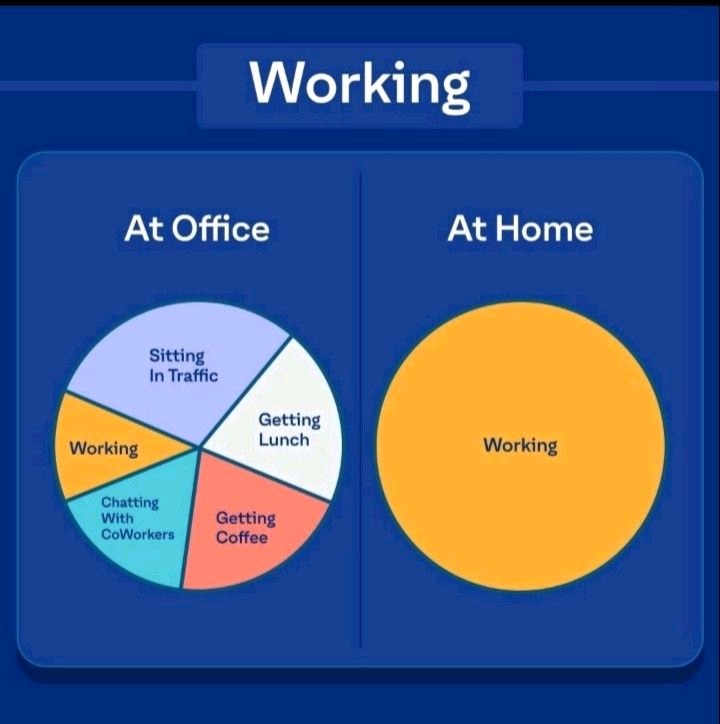 Working
At Office
Sitting
In Traffic
Getting
Lunch
Working
Chatting
With
CoWorkers
Getting
Coffee
At Home
Working